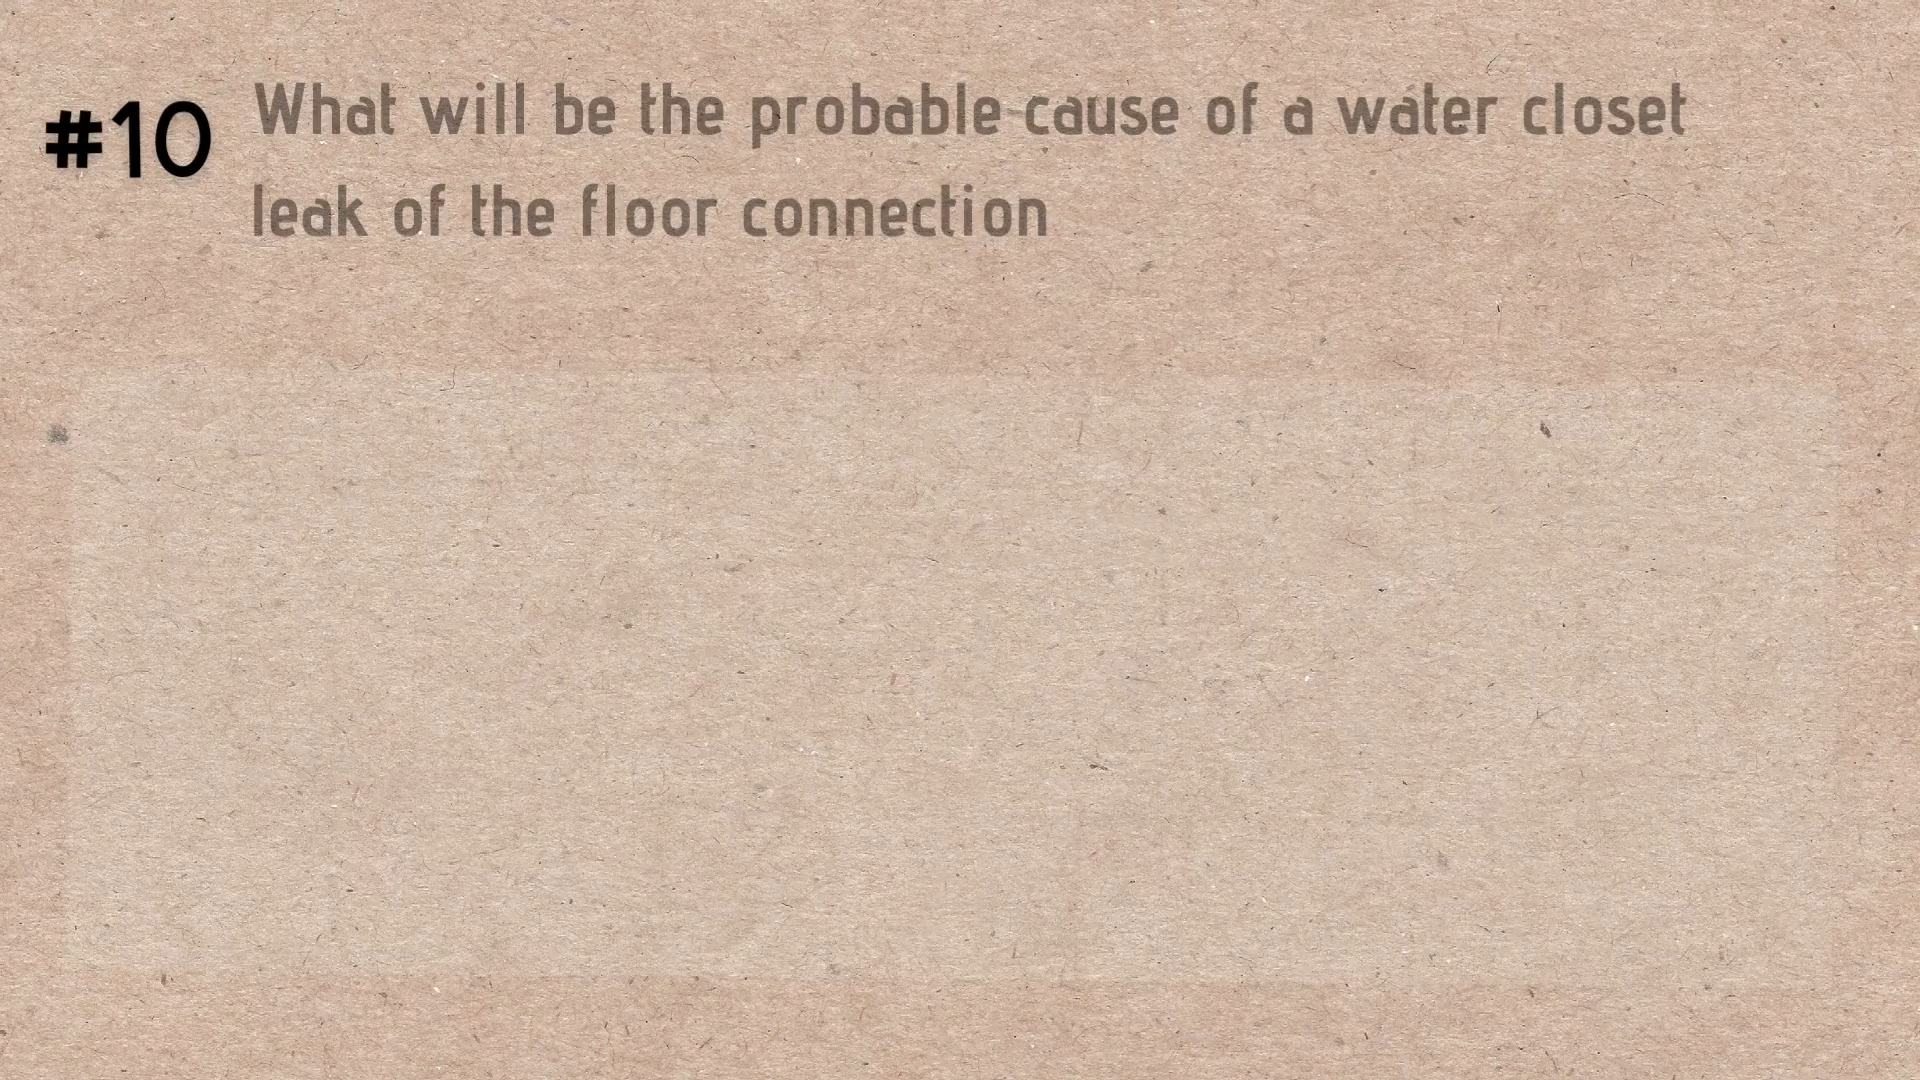 #10 What will be the probable cause of a water closet
leak of the floor connection